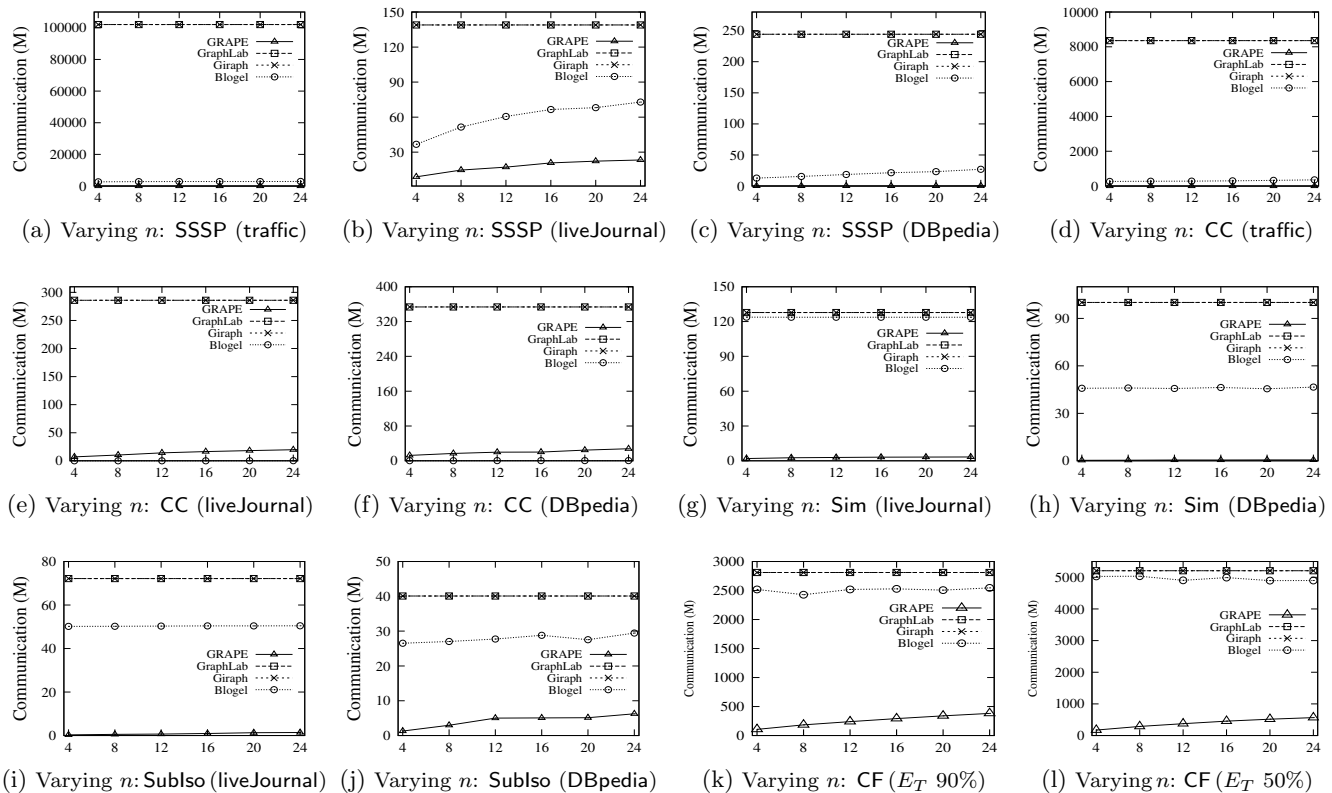 Communication (M)
100000
80000
60000
40000
20000
0
GRAPE
GraphLab
Giraph
Blogel
4 8 12 16 20 24
(a) Varying n: SSSP (traffic)
Communication (M)
150
120
90
60
30
GRAPE
GraphLab
Giraph
Blogel
4 8 12 16 20 24
(b) Varying n: SSSP (liveJournal)
Communication (M)
250
200
150
100
50
0
GRAPE
GraphLab
Giraph
Blogel
4 8 12 16 20 24
(c) Varying n: SSSP (DBpedia)
Communication (M)
10000
8000
6000
4000
2000
0
GRAPE
GraphLab
Giraph
Blogel
4 8 12 16 20 24
(d) Varying n: CC (traffic)
Communication (M)
300
250
200
150
100
50
0
GRAPE
GraphLab
Giraph
Blogel
4 8 12 16 20 24
(e) Varying n: CC (liveJournal)
Communication (M)
400
360
320
280
240
200
160
120
80
40
0
GRAPE
GraphLab
Giraph
Blogel
4 8 12 16 20 24
(f) Varying n: CC (DBpedia)
Communication (M)
150
120
90
120
60
30
0
GRAPE
GraphLab
Giraph
Blogel
4 8 12 16 20 24
(g) Varying n: Sim (liveJournal)
Communication (M)
90
60
30
0
GRAPE
GraphLab
Giraph
Blogel
4 8 12 16 20 24
(h) Varying n: Sim (DBpedia)
Communication (M)
80
60
40
20
0
GRAPE
GraphLab
Giraph
Blogel
4 8 12 16 20 24
(i) Varying n: SubIso (liveJournal)
Communication (M)
50
40
30
20
10
0
GRAPE
GraphLab
Giraph
Blogel
4 8 12 16 20 24
(j) Varying n: SubIso (DBpedia)
Communication (M)
3000
2500
2000
1500
1000
500
0
GRAPE
GraphLab
Giraph
Blogel
4 8 12 16 20 24
(k) Varying n: CF (E_T 90%)
Communication (M)
5000
4000
3000
2000
1000
0
GRAPE
GraphLab
Giraph
Blogel
4 8 12 16 20 24
(l) Varying n: CF (E_T 50%)